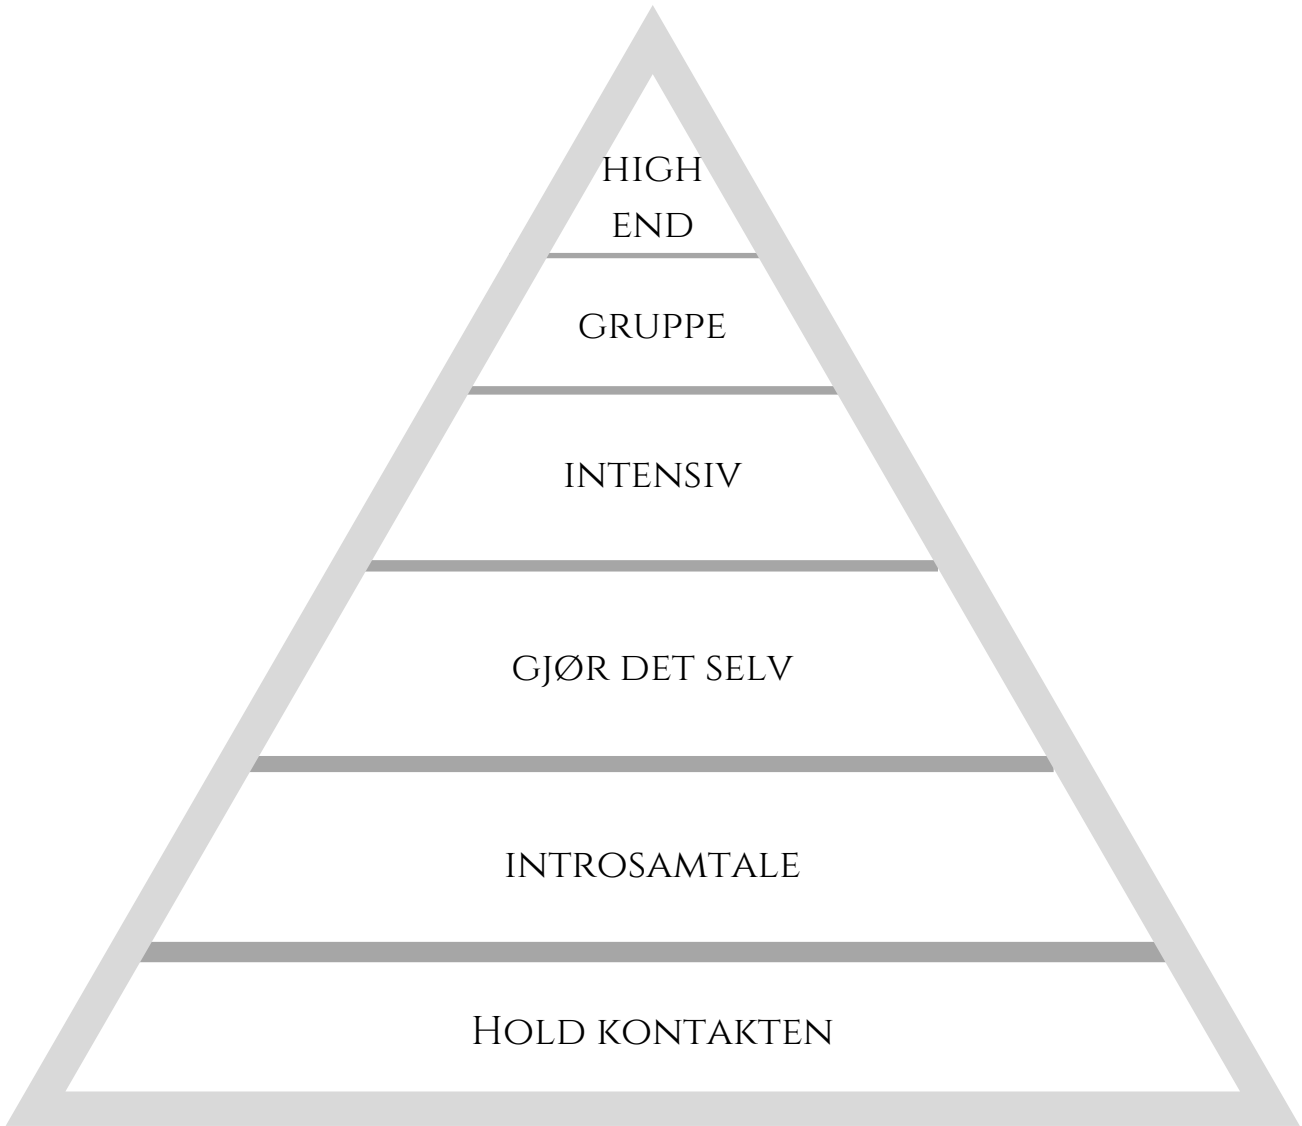 HIGH
END
GRUPPE
INTENSIV
GJØR DET SELV
INTROSAMTALE
HOLD KONTAKTEN